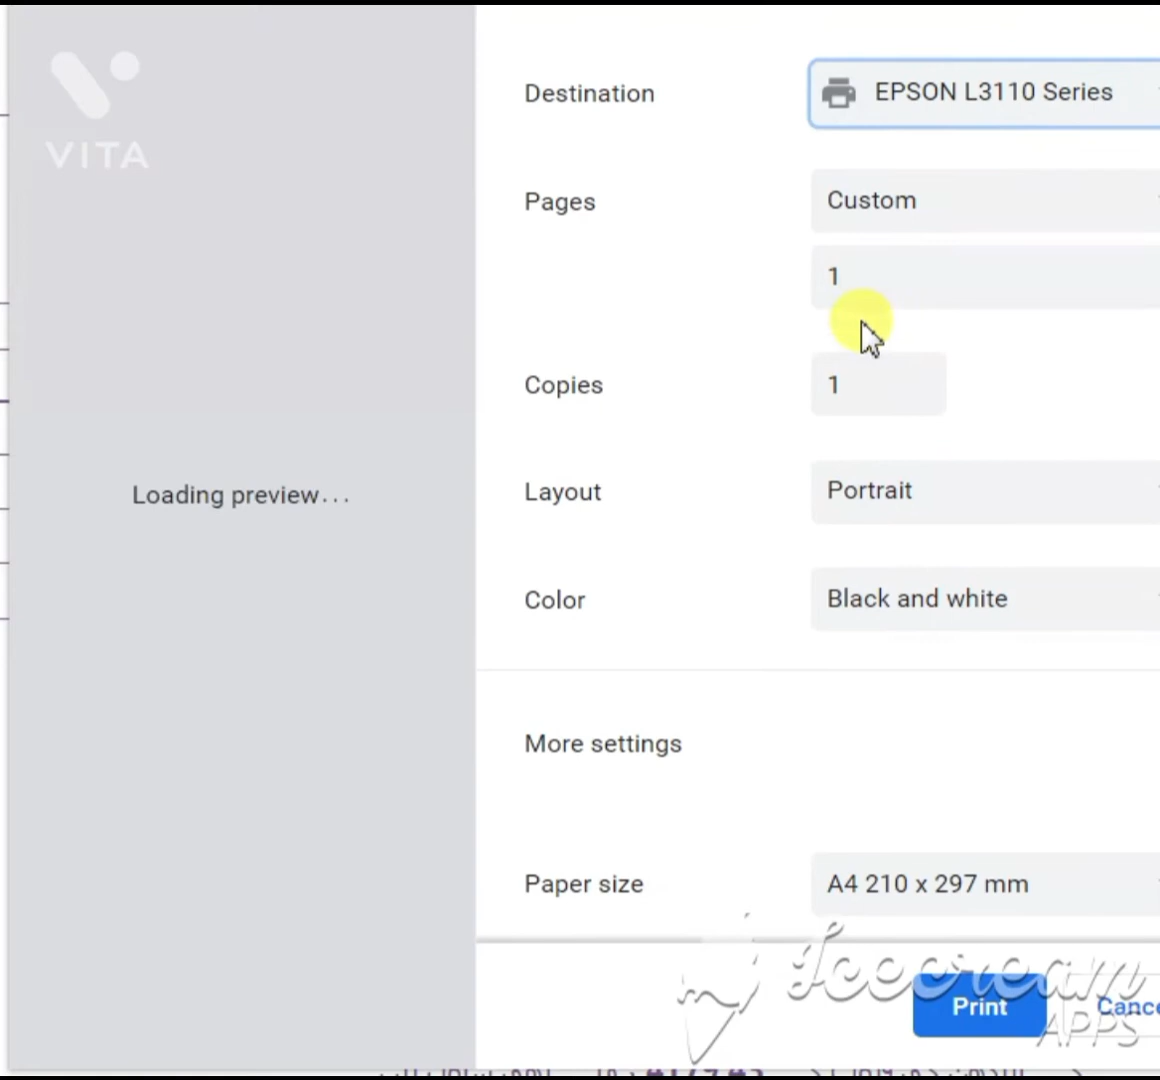 VITA
Destination EPSON L3110 Series
Pages Custom
1
Copies 1
Loading preview...
Layout Portrait
Color Black and white
More settings
Paper size A4 210 x 297 mm
Icecream
Print Cance
APPS